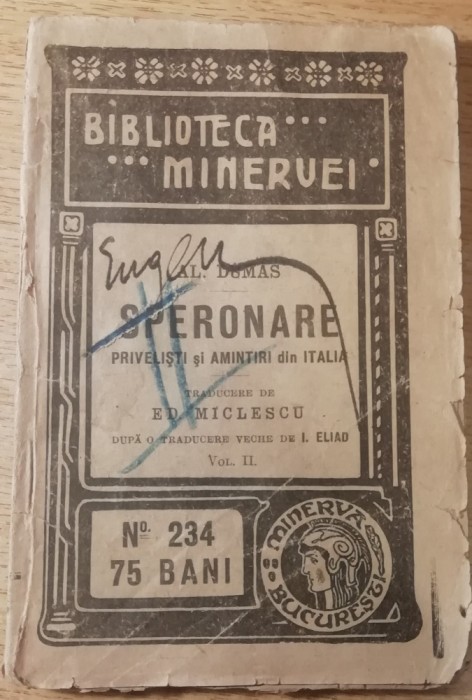 BIBLIOTECA
MINERVEI
AL. DUMAS
SPERONARE
PRIVELIŞTI şi AMINTIRI din ITALIA
TRADUCERE DE
ED. MICLESCU
DUPĂ O TRADUCERE VECHE DE I. ELIAD
VOL. II.
II
No. 234
75 BANI
MINERVA
BUCUREŞTI